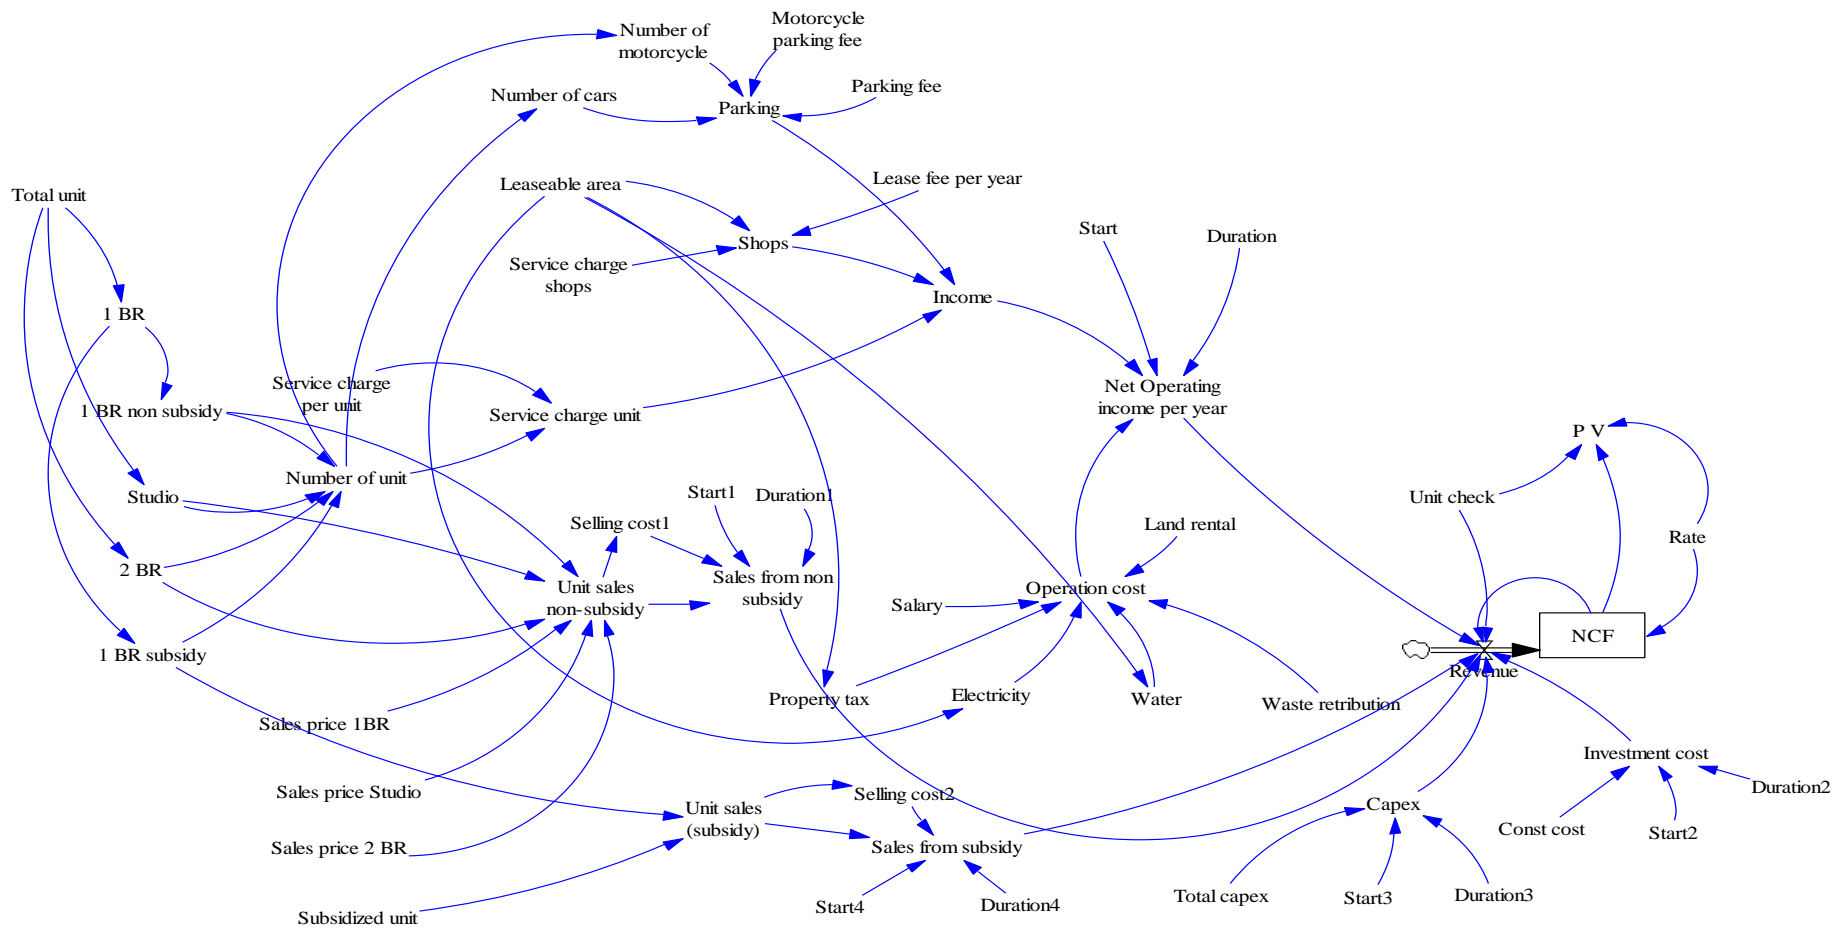 Number of
motorcycle
Motorcycle
parking fee
Number of cars
Parking
Parking fee
Total unit
Leaseable area
Lease fee per year
Shops
Service charge
shops
Start
Duration
Income
1 BR
Service charge
per unit
1 BR non subsidy
Service charge unit
Net Operating
income per year
P V
Number of unit
Studio
Start1
Duration1
Unit check
Selling cost1
Land rental
Rate
2 BR
Unit sales
non-subsidy
Sales from non
subsidy
Operation cost
Salary
NCF
1 BR subsidy
Revenue
Property tax
Electricity
Water
Waste retribution
Sales price 1BR
Investment cost
Sales price Studio
Duration2
Unit sales
(subsidy)
Selling cost2
Capex
Const cost
Start2
Sales price 2 BR
Sales from subsidy
Total capex
Start3
Duration3
Subsidized unit
Start4
Duration4